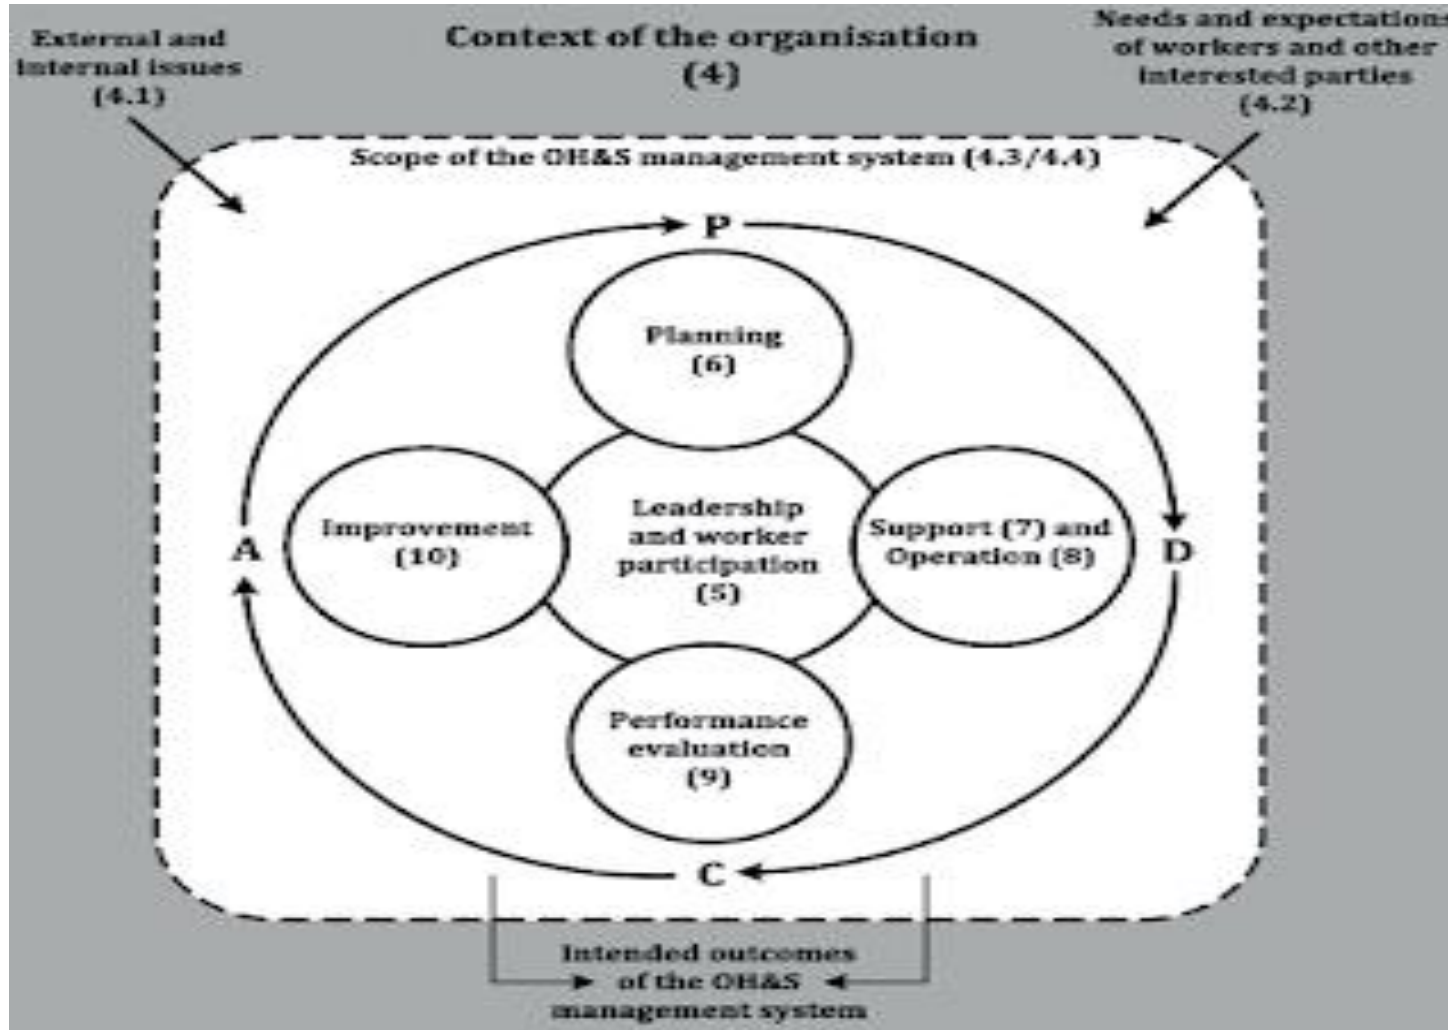 External and
internal issues
(4.1)
Context of the organisation
(4)
Needs and expectations
of workers and other
interested parties
(4.2)
Scope of the OH&S management system (4.3/4.4)
P
Planning
(6)
Improvement
(10)
A
Leadership
and worker
participation
(5)
Support (7) and
Operation (8)
D
Performance
evaluation
(9)
C
Intended outcomes
of the OH&S
management system